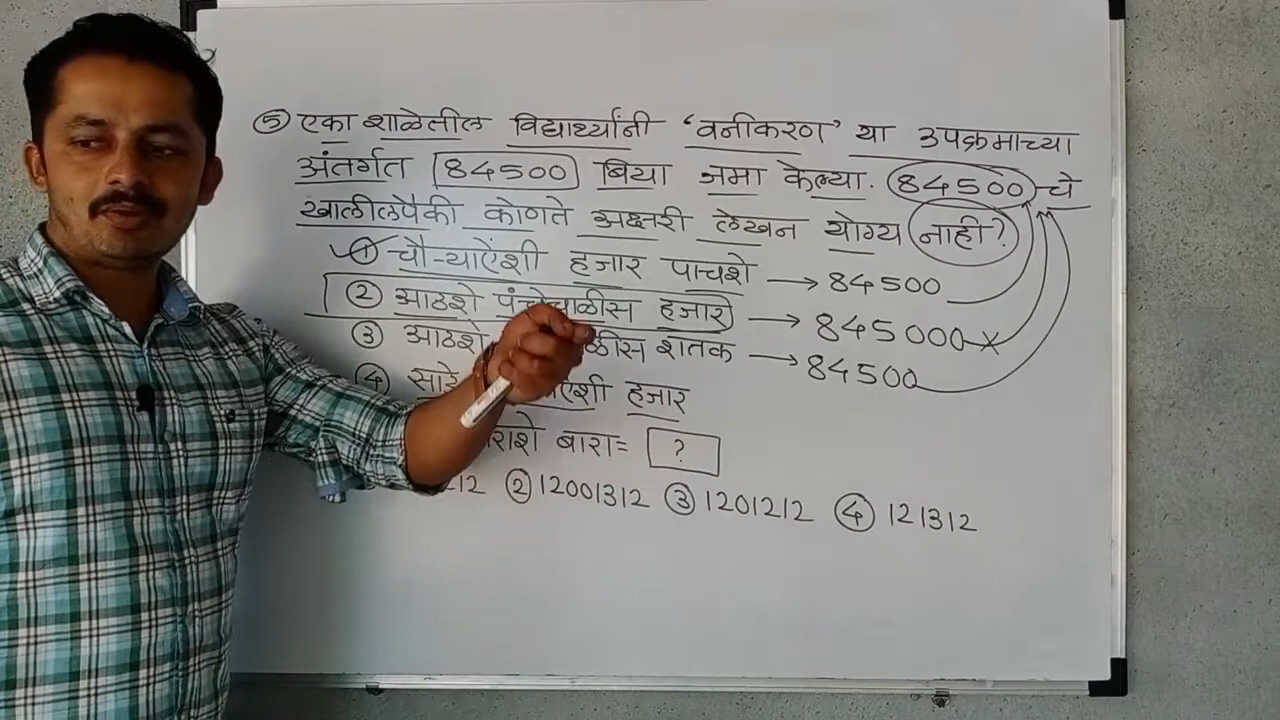 ⑤ एका शाळेतील विद्यार्थ्यांनी ‘वनीकरण’ या उपक्रमाच्या
अंतर्गत 84500 बिया जमा केल्या. 84500 चे
खालीलपैकी कोणते अक्षरी लेखन योग्य नाही?
① चौऱ्याऐंशी हजार पाचशे → 84500
② आठशे पंचेचाळीस हजार → 845000 ×
③ आठशे ळीस शतक → 84500
④ साडे ऐंशी हजार
राशे बारा= ?
212 ② 12001312 ③ 1201212 ④ 121312